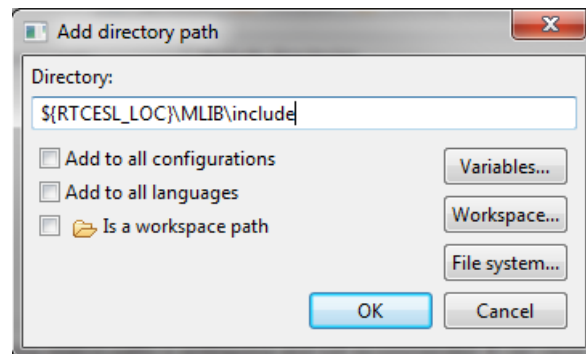 Add directory path
Directory:
${RTCESL_LOC}\MLIB\include
Add to all configurations
Variables...
Add to all languages
Workspace...
Is a workspace path
File system...
OK
Cancel